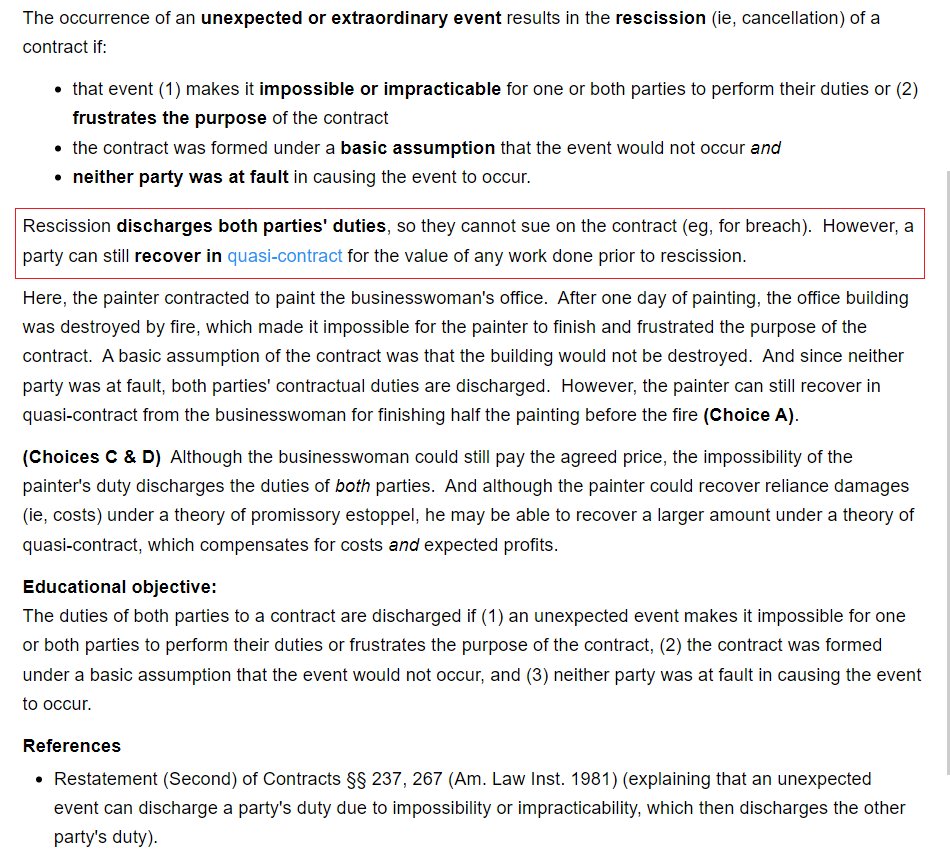 The occurrence of an unexpected or extraordinary event results in the rescission (ie, cancellation) of a
contract if:
• that event (1) makes it impossible or impracticable for one or both parties to perform their duties or (2)
frustrates the purpose of the contract
• the contract was formed under a basic assumption that the event would not occur and
• neither party was at fault in causing the event to occur.
Rescission discharges both parties' duties, so they cannot sue on the contract (eg, for breach).  However, a
party can still recover in quasi-contract for the value of any work done prior to rescission.
Here, the painter contracted to paint the businesswoman's office.  After one day of painting, the office building
was destroyed by fire, which made it impossible for the painter to finish and frustrated the purpose of the
contract.  A basic assumption of the contract was that the building would not be destroyed.  And since neither
party was at fault, both parties' contractual duties are discharged.  However, the painter can still recover in
quasi-contract from the businesswoman for finishing half the painting before the fire (Choice A).
(Choices C & D)  Although the businesswoman could still pay the agreed price, the impossibility of the
painter's duty discharges the duties of both parties.  And although the painter could recover reliance damages
(ie, costs) under a theory of promissory estoppel, he may be able to recover a larger amount under a theory of
quasi-contract, which compensates for costs and expected profits.
Educational objective:
The duties of both parties to a contract are discharged if (1) an unexpected event makes it impossible for one
or both parties to perform their duties or frustrates the purpose of the contract, (2) the contract was formed
under a basic assumption that the event would not occur, and (3) neither party was at fault in causing the event
to occur.
References
• Restatement (Second) of Contracts §§ 237, 267 (Am. Law Inst. 1981) (explaining that an unexpected
event can discharge a party's duty due to impossibility or impracticability, which then discharges the other
party's duty).